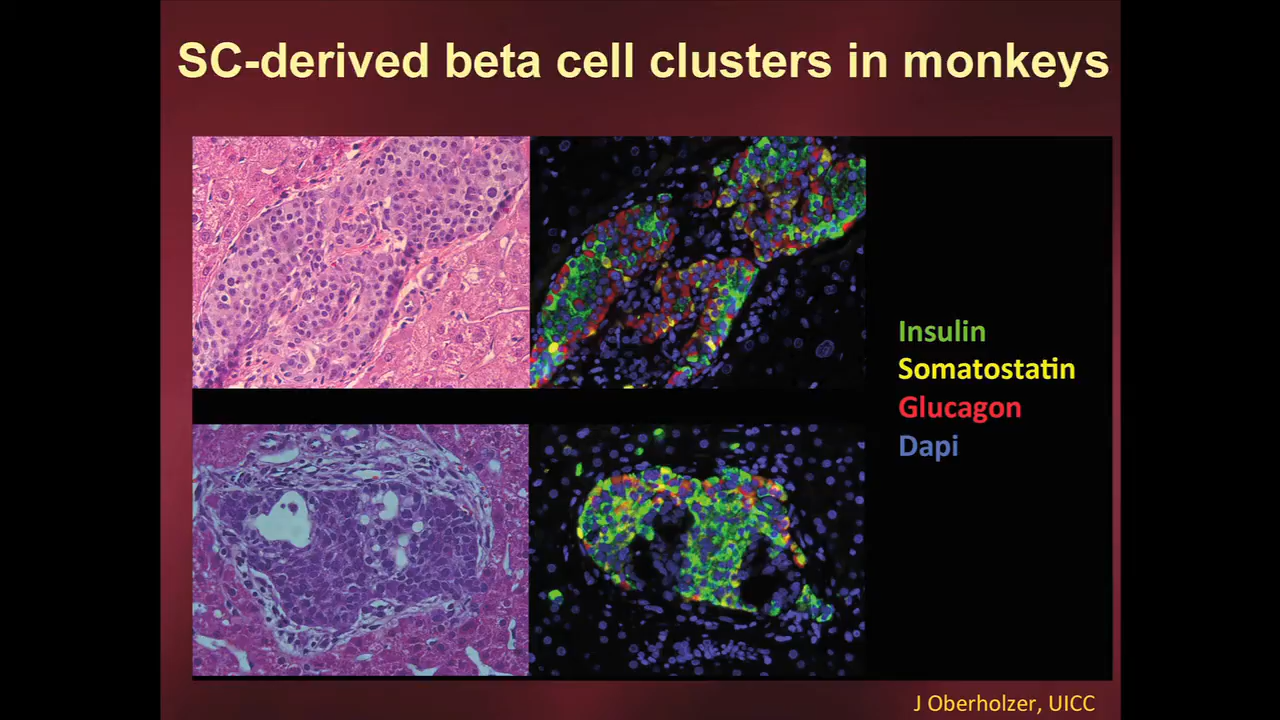 SC-derived beta cell clusters in monkeys
Insulin
Somatostatin
Glucagon
Dapi
J Oberholzer, UICC